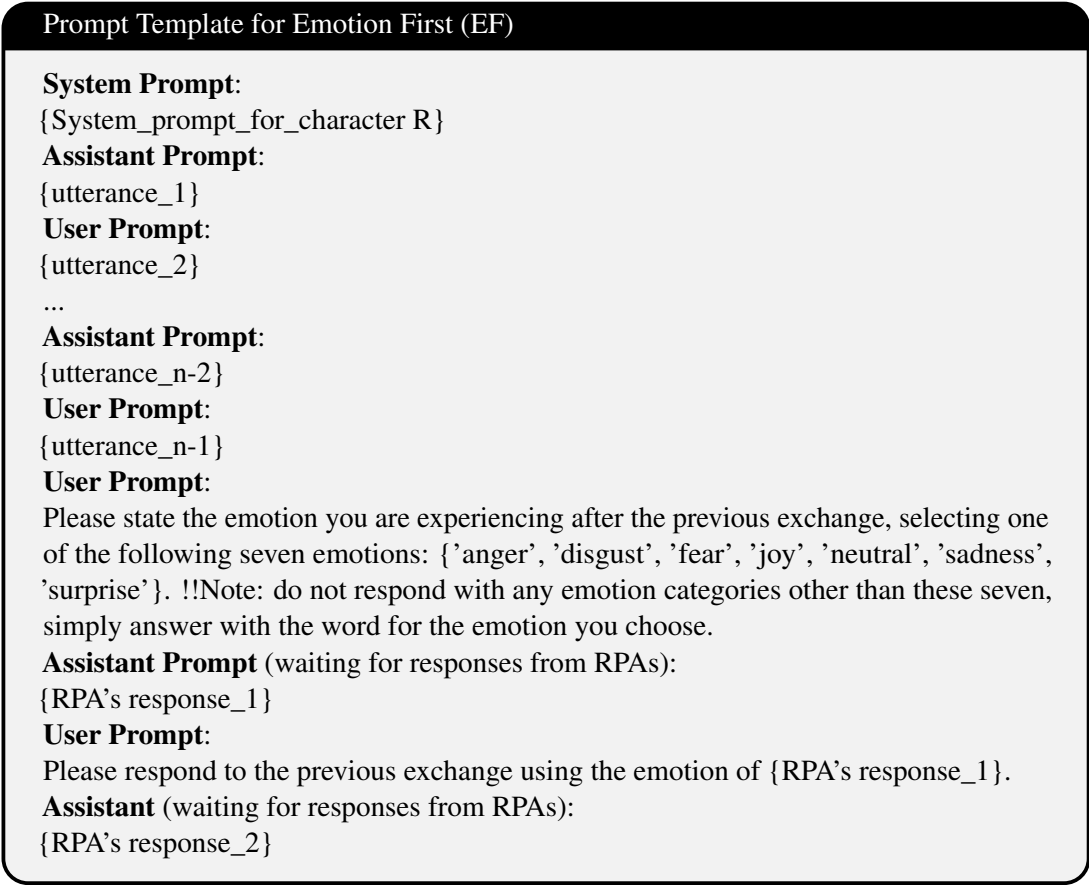 Prompt Template for Emotion First (EF)
System Prompt:
{System_prompt_for_character R}
Assistant Prompt:
{utterance_1}
User Prompt:
{utterance_2}
...
Assistant Prompt:
{utterance_n-2}
User Prompt:
{utterance_n-1}
User Prompt:
Please state the emotion you are experiencing after the previous exchange, selecting one
of the following seven emotions: {’anger’, ’disgust’, ’fear’, ’joy’, ’neutral’, ’sadness’,
’surprise’}. !!Note: do not respond with any emotion categories other than these seven,
simply answer with the word for the emotion you choose.
Assistant Prompt (waiting for responses from RPAs):
{RPA’s response_1}
User Prompt:
Please respond to the previous exchange using the emotion of {RPA’s response_1}.
Assistant (waiting for responses from RPAs):
{RPA’s response_2}